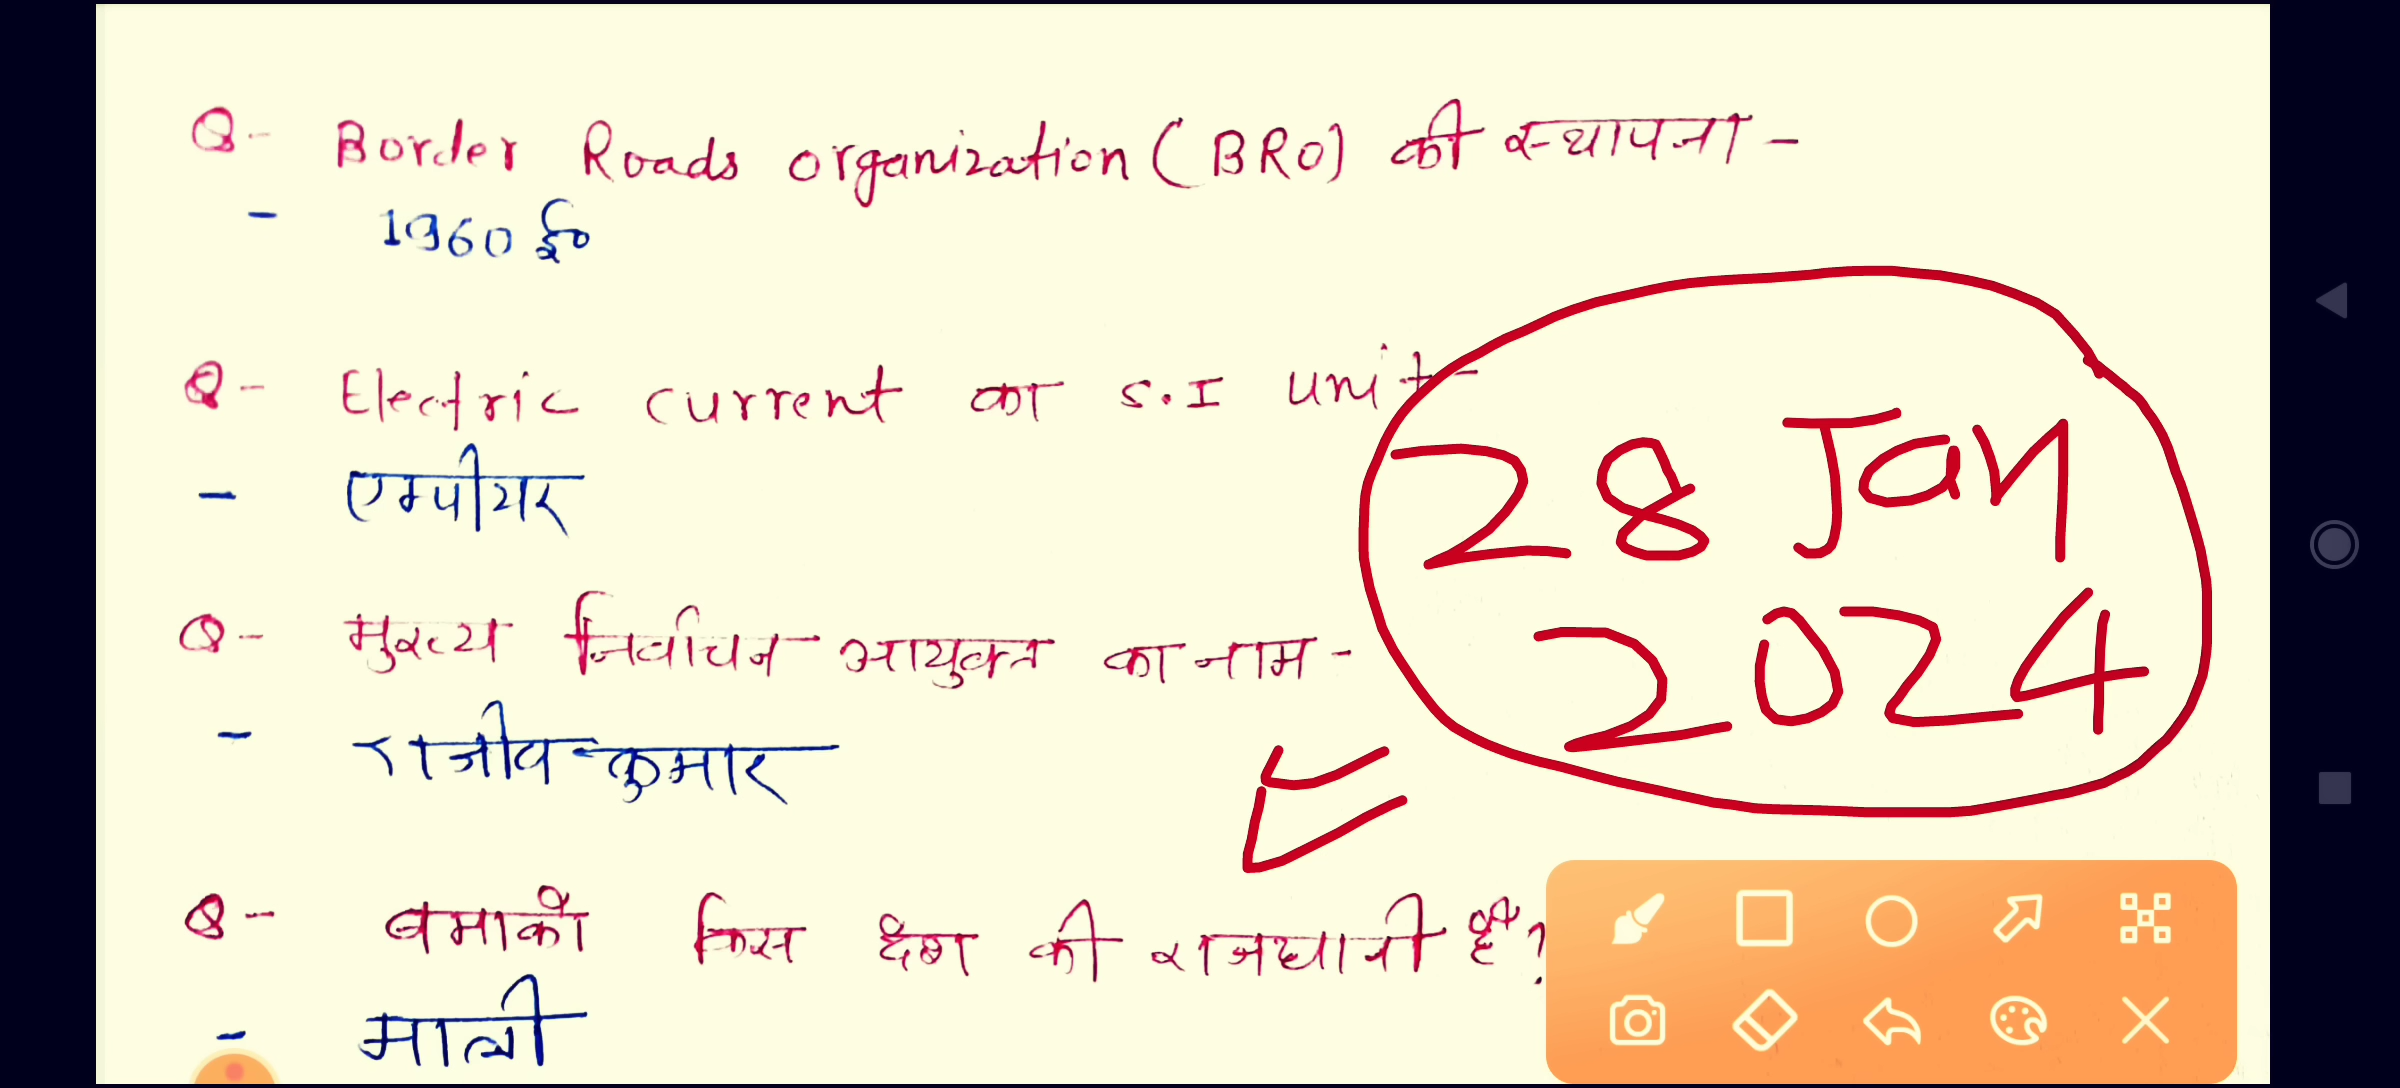 Q- Border Roads organization (BRO) की स्थापना -
- 1960 ई०
Q- Electric current का S.I unit -
- एम्पीयर
28 Jan
2024
Q- मुख्य निर्वाचन आयुक्त का नाम -
- राजीव कुमार
Q- बमाको किस देश की राजधानी है?
- माली